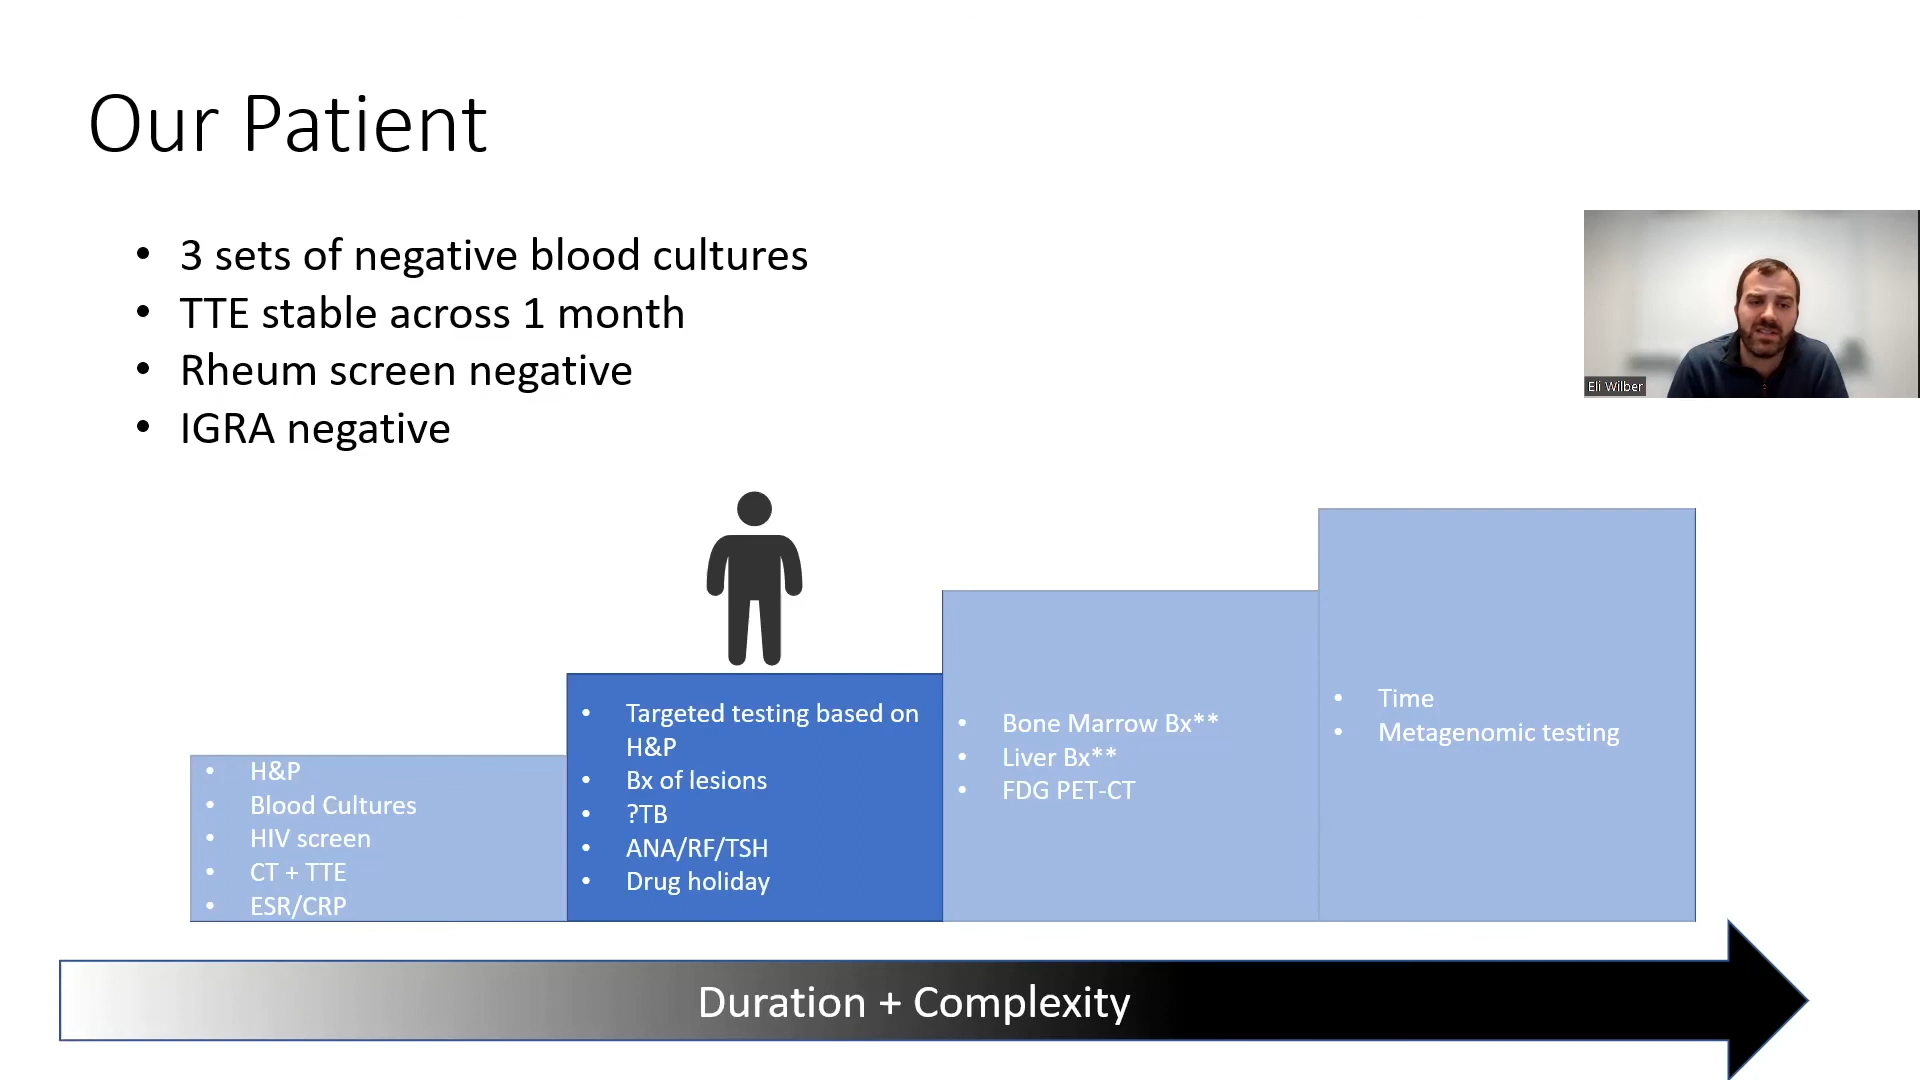 Our Patient
• 3 sets of negative blood cultures
• TTE stable across 1 month
• Rheum screen negative
• IGRA negative
Eli Wilber
• H&P
• Blood Cultures
• HIV screen
• CT + TTE
• ESR/CRP
• Targeted testing based on
H&P
• Bx of lesions
• ?TB
• ANA/RF/TSH
• Drug holiday
• Bone Marrow Bx**
• Liver Bx**
• FDG PET-CT
• Time
• Metagenomic testing
Duration + Complexity